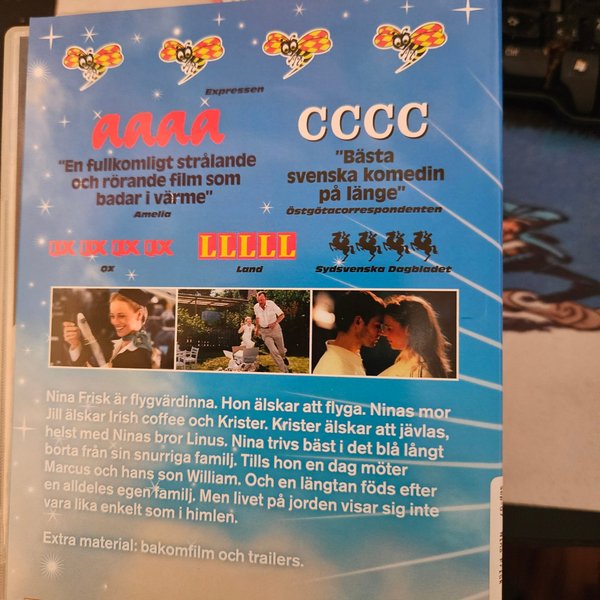 Expressen
aaaa
CCCC
"En fullkomligt strålande
och rörande film som
badar i värme"
Amelia
"Bästa
svenska komedin
på länge"
Östgötacorrespondenten
ox ox ox ox
OX
LLLLL
Land
Sydsvenska Dagbladet
Nina Frisk är flygvärdinna. Hon älskar att flyga. Ninas mor
Jill älskar Irish coffee och Krister. Krister älskar att jävlas,
helst med Ninas bror Linus. Nina trivs bäst i det blå långt
borta från sin snurriga familj. Tills hon en dag möter
Marcus och hans son William. Och en längtan föds efter
en alldeles egen familj. Men livet på jorden visar sig inte
vara lika enkelt som i himlen.
Extra material: bakomfilm och trailers.